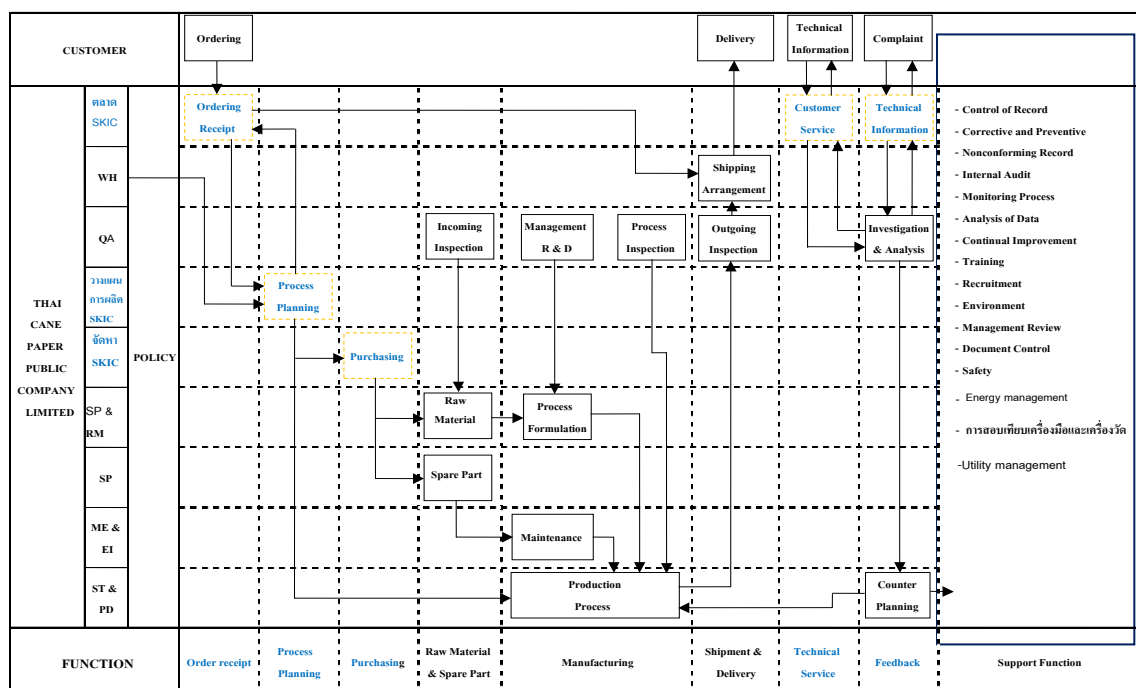 CUSTOMER
Ordering
Delivery
Technical
Information
Complaint
THAI
CANE
PAPER
PUBLIC
COMPANY
LIMITED
POLICY
ตลาด
SKIC
WH
QA
วางแผน
การผลิต
SKIC
จัดหา
SKIC
SP &
RM
SP
ME &
EI
ST &
PD
Ordering
Receipt
Customer
Service
Technical
Information
Shipping
Arrangement
Incoming
Inspection
Management
R & D
Process
Inspection
Outgoing
Inspection
Investigation
& Analysis
Process
Planning
Purchasing
Raw
Material
Process
Formulation
Spare Part
Maintenance
Production
Process
Counter
Planning
- Control of Record
- Corrective and Preventive
- Nonconforming Record
- Internal Audit
- Monitoring Process
- Analysis of Data
- Continual Improvement
- Training
- Recruitment
- Environment
- Management Review
- Document Control
- Safety
- Energy management
- การสอบเทียบเครื่องมือและเครื่องวัด
-Utility management
FUNCTION
Order receipt
Process
Planning
Purchasing
Raw Material
& Spare Part
Manufacturing
Shipment &
Delivery
Technical
Service
Feedback
Support Function